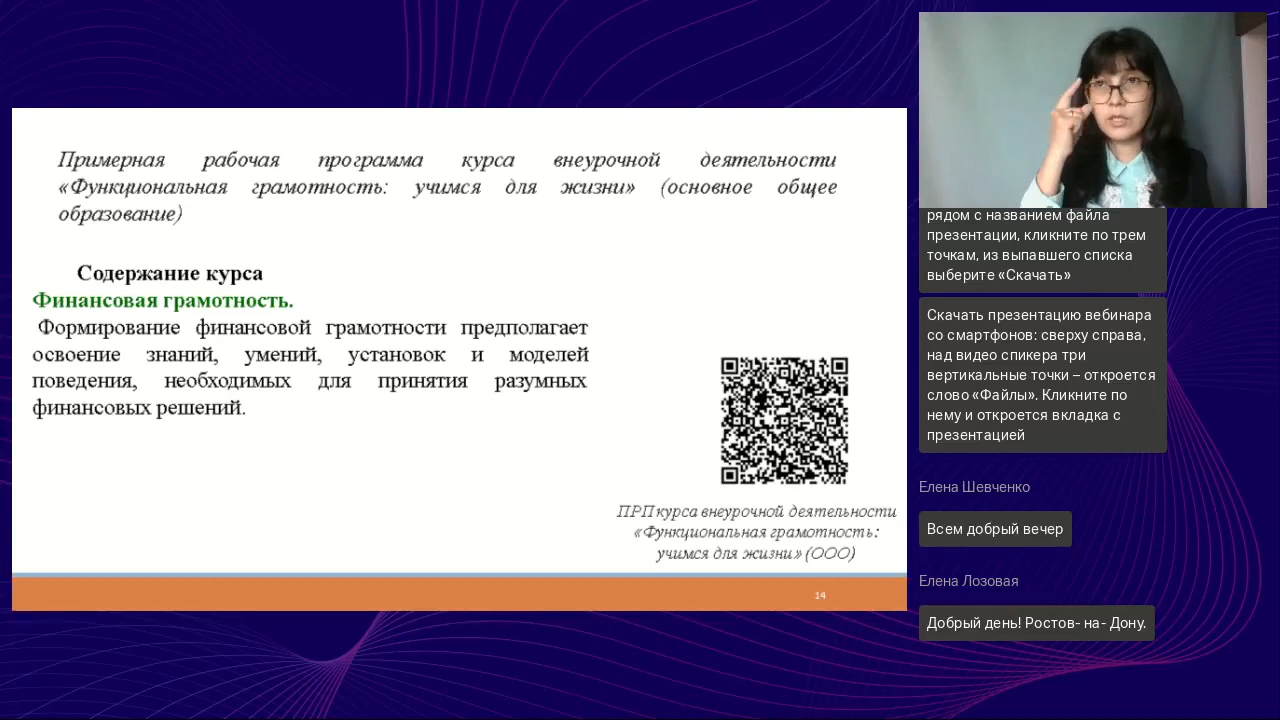 Примерная рабочая программа курса внеурочной деятельности
«Функциональная грамотность: учимся для жизни» (основное общее
образование)
Содержание курса
Финансовая грамотность.
Формирование финансовой грамотности предполагает
освоение знаний, умений, установок и моделей
поведения, необходимых для принятия разумных
финансовых решений.
ПРП курса внеурочной деятельности
«Функциональная грамотность:
учимся для жизни» (ООО)
14
рядом с названием файла
презентации, кликните по трем
точкам, из выпавшего списка
выберите «Скачать»
Скачать презентацию вебинара
со смартфонов: сверху справа,
над видео спикера три
вертикальные точки – откроется
слово «Файлы». Кликните по
нему и откроется вкладка с
презентацией
Елена Шевченко
Всем добрый вечер
Елена Лозовая
Добрый день! Ростов- на- Дону.